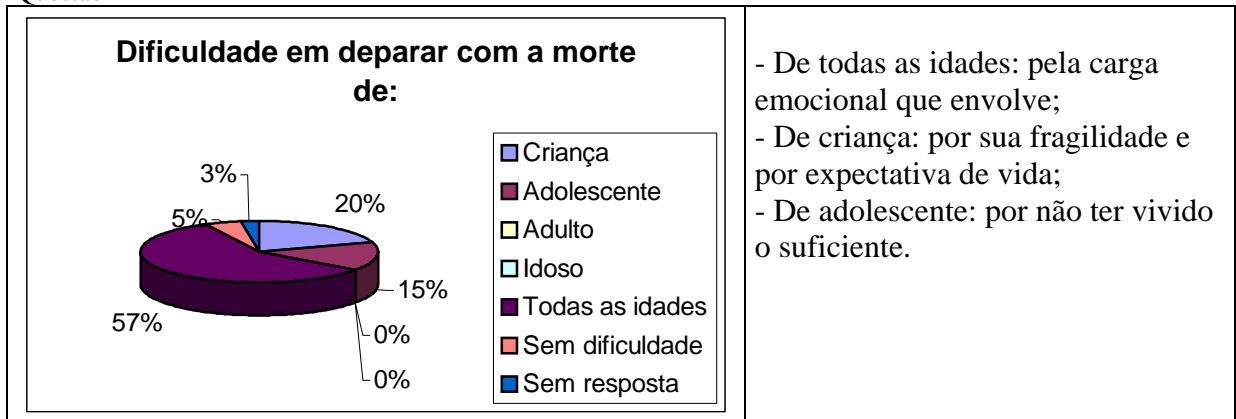 Dificuldade em deparar com a morte
de:
3%
5%
20%
15%
0%
0%
57%
Criança
Adolescente
Adulto
Idoso
Todas as idades
Sem dificuldade
Sem resposta
- De todas as idades: pela carga
emocional que envolve;
- De criança: por sua fragilidade e
por expectativa de vida;
- De adolescente: por não ter vivido
o suficiente.